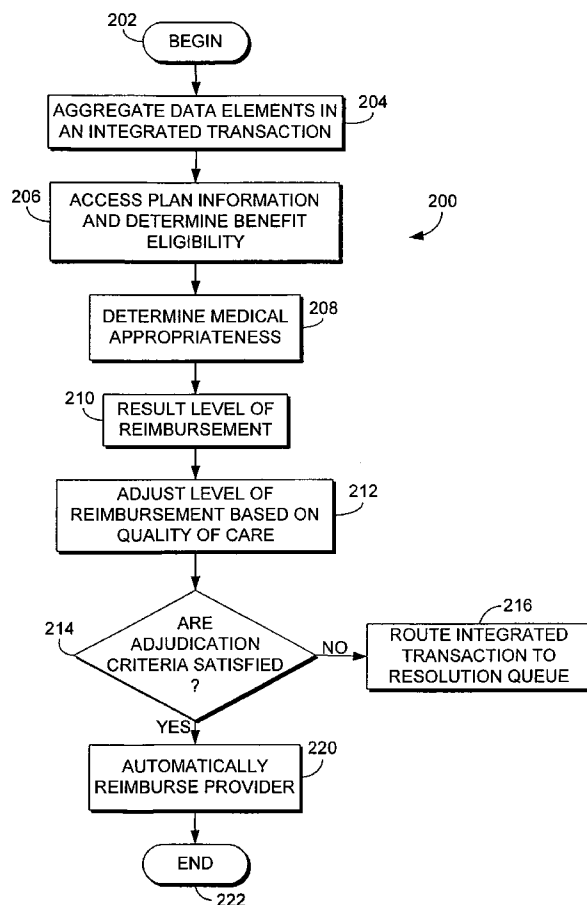 202
BEGIN
AGGREGATE DATA ELEMENTS IN
AN INTEGRATED TRANSACTION
204
206
ACCESS PLAN INFORMATION
AND DETERMINE BENEFIT
ELIGIBILITY
200
DETERMINE MEDICAL
APPROPRIATENESS
208
210
RESULT LEVEL OF
REIMBURSEMENT
ADJUST LEVEL OF
REIMBURSEMENT BASED ON
QUALITY OF CARE
212
214
ARE
ADJUDICATION
CRITERIA SATISFIED
?
NO
216
ROUTE INTEGRATED
TRANSACTION TO
RESOLUTION QUEUE
YES
220
AUTOMATICALLY
REIMBURSE PROVIDER
END
222